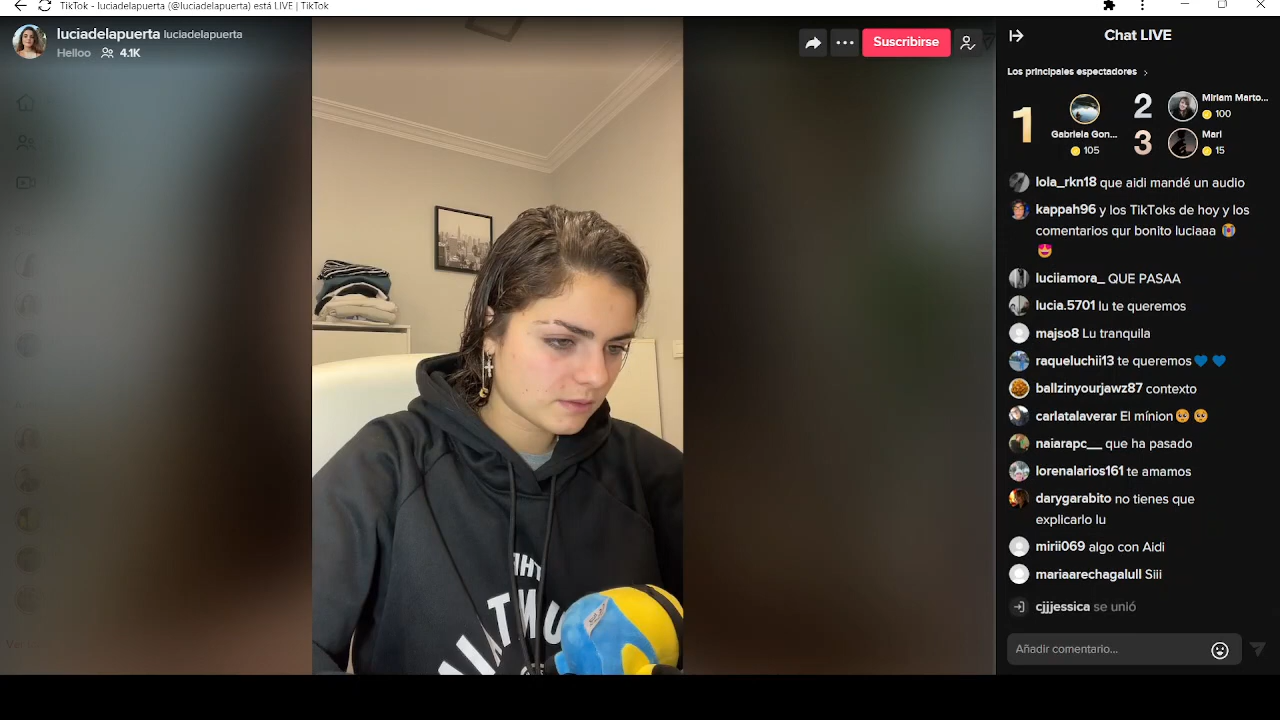 TikTok - luciadelapuerta (@luciadelapuerta) está LIVE | TikTok
luciadelapuerta luciadelapuerta
Helloo 4.1K
Suscribirse
Chat LIVE
Los principales espectadores
1 Gabriela Gon... 105
2 Miriam Marto... 100
3 Mari 15
lola_rkn18 que aidi mandé un audio
kappah96 y los TikToks de hoy y los
comentarios qur bonito luciaaa 😭
😍
luciiamora_ QUE PASAA
lucia.5701 lu te queremos
majso8 Lu tranquila
raqueluchii13 te queremos💙 💙
ballzinyourjawz87 contexto
carlatalaverar El mínion🥺 🥺
naiarapc__ que ha pasado
lorenalarios161 te amamos
darygarabito no tienes que
explicarlo lu
mirii069 algo con Aidi
mariaarechagalull Siii
cjjjessica se unió
Añadir comentario...